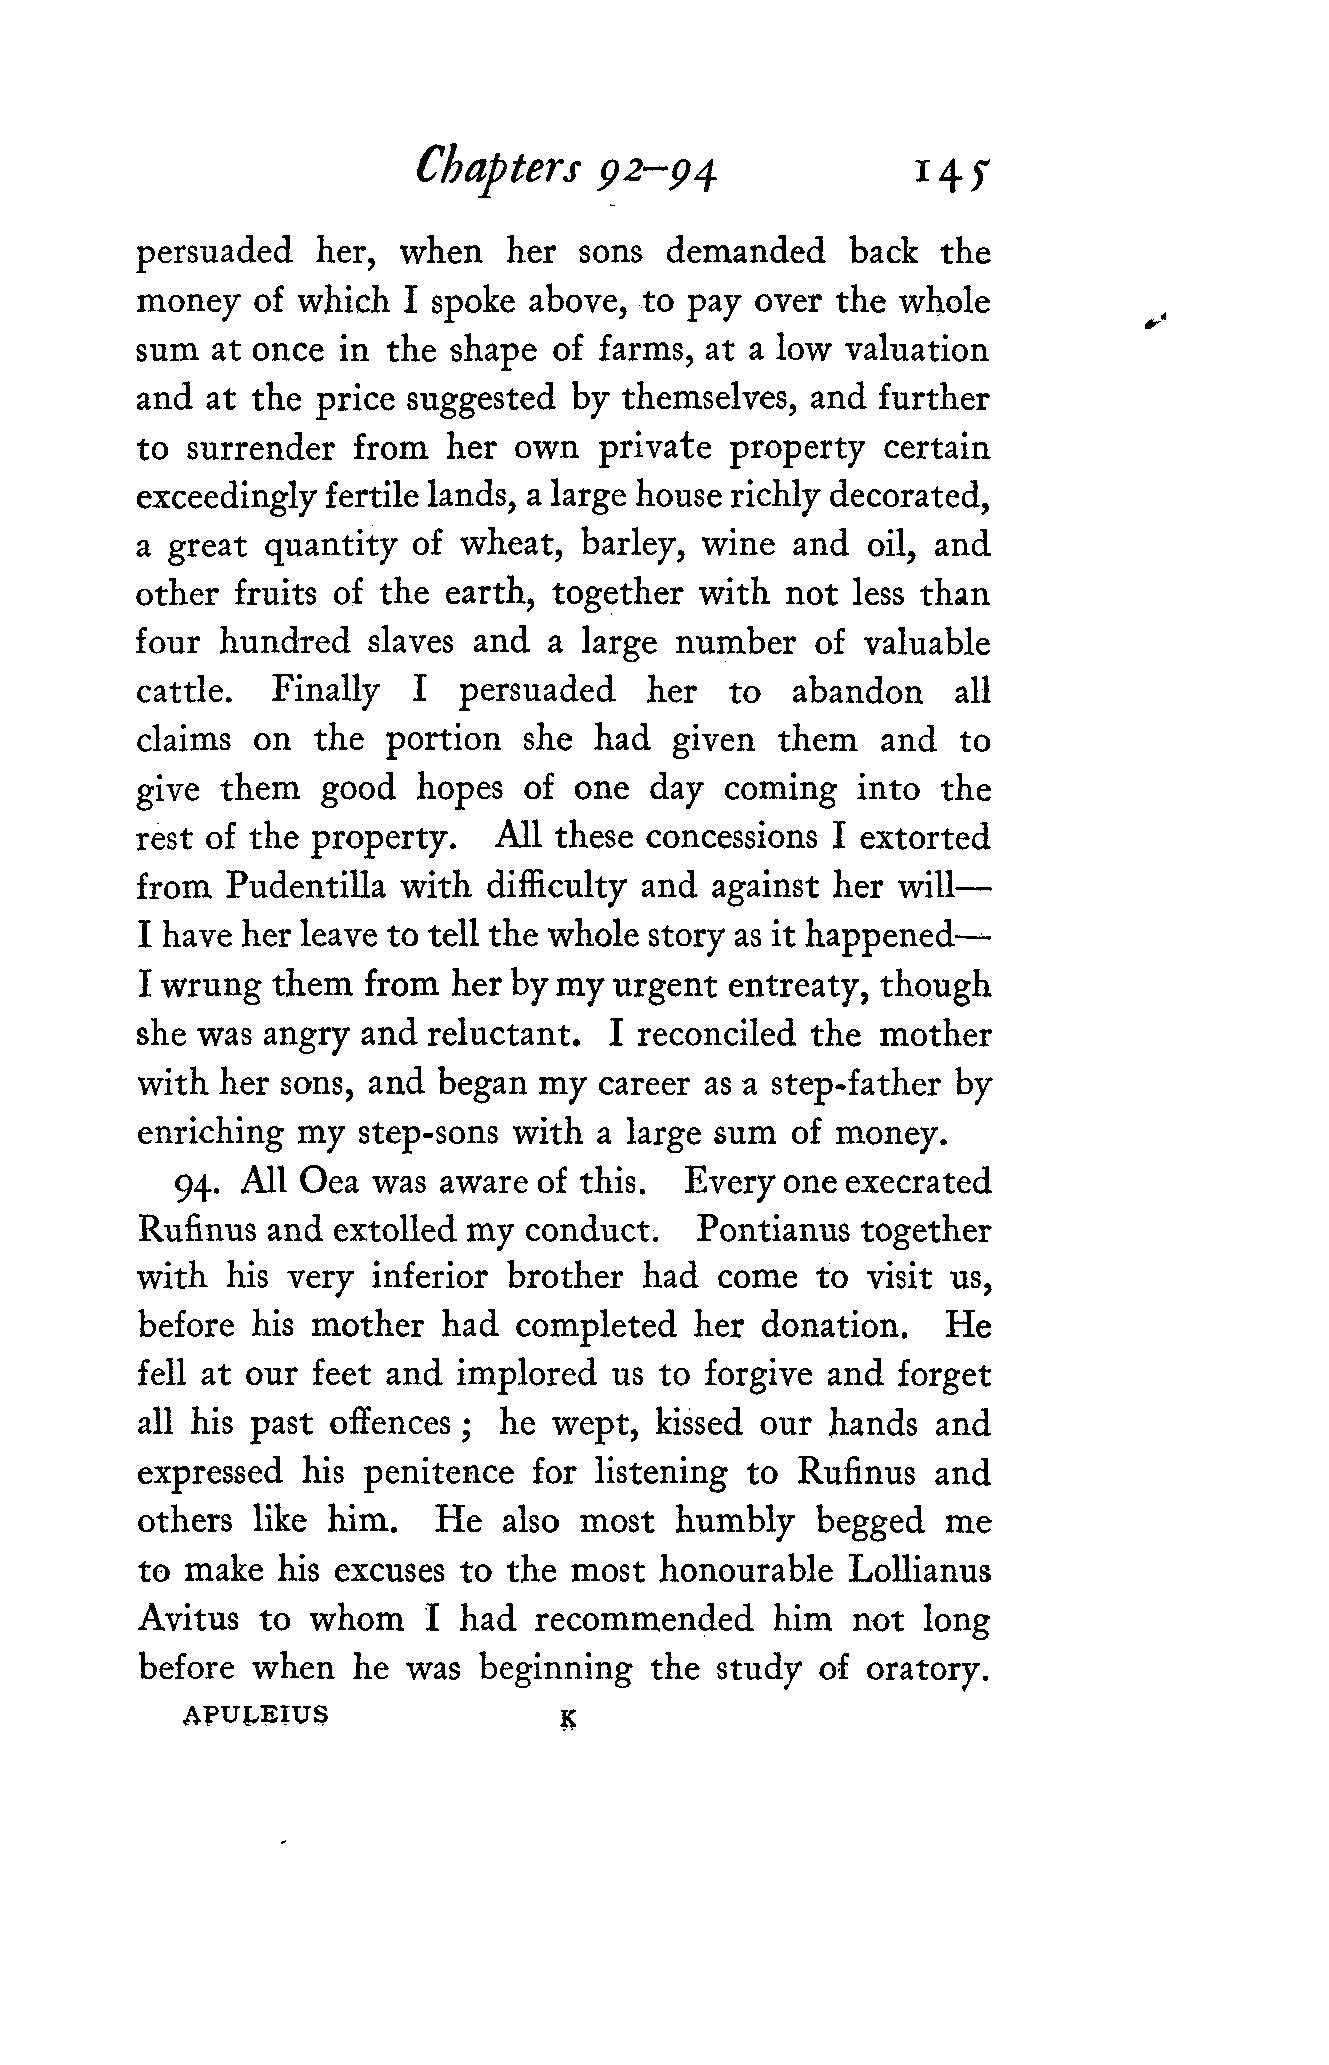 Chapters 92–94 145
persuaded her, when her sons demanded back the
money of which I spoke above, to pay over the whole
sum at once in the shape of farms, at a low valuation
and at the price suggested by themselves, and further
to surrender from her own private property certain
exceedingly fertile lands, a large house richly decorated,
a great quantity of wheat, barley, wine and oil, and
other fruits of the earth, together with not less than
four hundred slaves and a large number of valuable
cattle. Finally I persuaded her to abandon all
claims on the portion she had given them and to
give them good hopes of one day coming into the
rest of the property. All these concessions I extorted
from Pudentilla with difficulty and against her will—
I have her leave to tell the whole story as it happened—
I wrung them from her by my urgent entreaty, though
she was angry and reluctant. I reconciled the mother
with her sons, and began my career as a step-father by
enriching my step-sons with a large sum of money.
94. All Oea was aware of this. Every one execrated
Rufinus and extolled my conduct. Pontianus together
with his very inferior brother had come to visit us,
before his mother had completed her donation. He
fell at our feet and implored us to forgive and forget
all his past offences ; he wept, kissed our hands and
expressed his penitence for listening to Rufinus and
others like him. He also most humbly begged me
to make his excuses to the most honourable Lollianus
Avitus to whom I had recommended him not long
before when he was beginning the study of oratory.
APULEIUS K